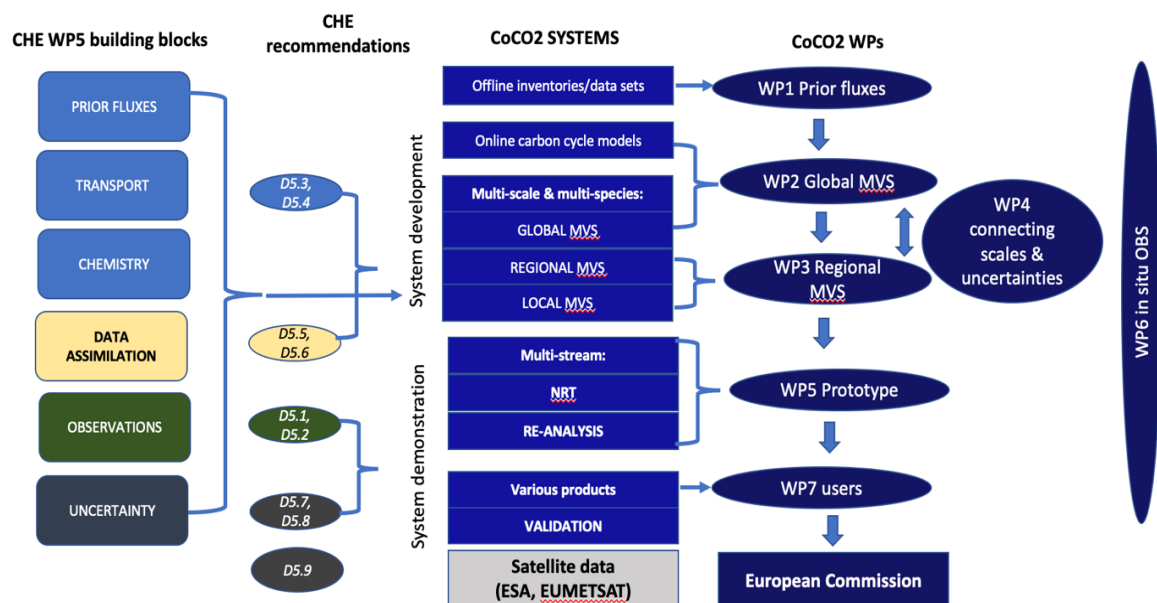 CHE WP5 building blocks
PRIOR FLUXES
TRANSPORT
CHEMISTRY
DATA
ASSIMILATION
OBSERVATIONS
UNCERTAINTY
CHE
recommendations
D5.3,
D5.4
D5.5,
D5.6
D5.1,
D5.2
D5.7,
D5.8
D5.9
System development
System demonstration
CoCO2 SYSTEMS
Offline inventories/data sets
Online carbon cycle models
Multi-scale & multi-species:
GLOBAL MVS
REGIONAL MVS
LOCAL MVS
Multi-stream:
NRT
RE-ANALYSIS
Various products
VALIDATION
Satellite data
(ESA, EUMETSAT)
CoCO2 WPs
WP1 Prior fluxes
WP2 Global MVS
WP3 Regional
MVS
WP5 Prototype
WP7 users
European Commission
WP4
connecting
scales &
uncertainties
WP6 in situ OBS